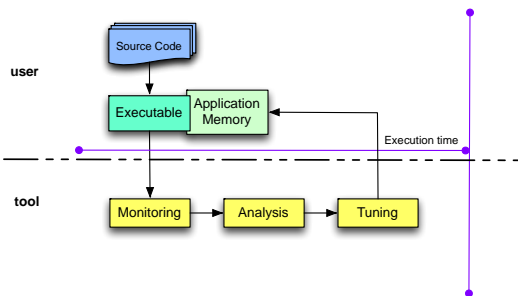 Source Code
user
Executable
Application
Memory
Execution time
tool
Monitoring
Analysis
Tuning